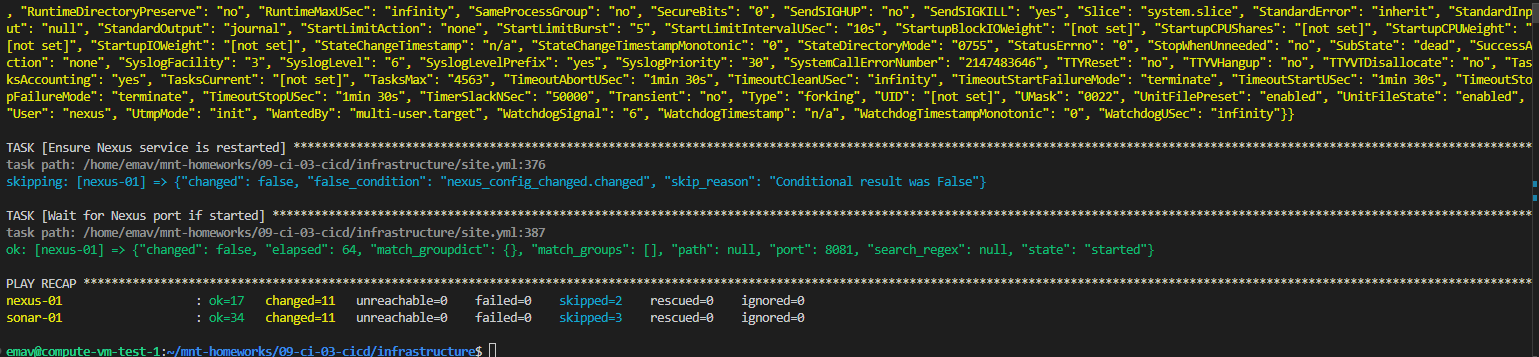 , "RuntimeDirectoryPreserve": "no", "RuntimeMaxUSec": "infinity", "SameProcessGroup": "no", "SecureBits": "0", "SendSIGHUP": "no", "SendSIGKILL": "yes", "Slice": "system.slice", "StandardError": "inherit", "StandardInp
ut": "null", "StandardOutput": "journal", "StartLimitAction": "none", "StartLimitBurst": "5", "StartLimitIntervalUSec": "10s", "StartupBlockIOWeight": "[not set]", "StartupCPUShares": "[not set]", "StartupCPUWeight": "
[not set]", "StartupIOWeight": "[not set]", "StateChangeTimestamp": "n/a", "StateChangeTimestampMonotonic": "0", "StateDirectoryMode": "0755", "StatusErrno": "0", "StopWhenUnneeded": "no", "SubState": "dead", "SuccessA
ction": "none", "SyslogFacility": "3", "SyslogLevel": "6", "SyslogLevelPrefix": "yes", "SyslogPriority": "30", "SystemCallErrorNumber": "2147483646", "TTYReset": "no", "TTYVHangup": "no", "TTYVTDisallocate": "no", "Tas
ksAccounting": "yes", "TasksCurrent": "[not set]", "TasksMax": "4563", "TimeoutAbortUSec": "1min 30s", "TimeoutCleanUSec": "infinity", "TimeoutStartFailureMode": "terminate", "TimeoutStartUSec": "1min 30s", "TimeoutSto
pFailureMode": "terminate", "TimeoutStopUSec": "1min 30s", "TimerSlackNSec": "50000", "Transient": "no", "Type": "forking", "UID": "[not set]", "UMask": "0022", "UnitFilePreset": "enabled", "UnitFileState": "enabled",
"User": "nexus", "UtmpMode": "init", "WantedBy": "multi-user.target", "WatchdogSignal": "6", "WatchdogTimestamp": "n/a", "WatchdogTimestampMonotonic": "0", "WatchdogUSec": "infinity"}}
TASK [Ensure Nexus service is restarted] ****************************************************************************************************************************************************************************
task path: /home/emav/mnt-homeworks/09-ci-03-cicd/infrastructure/site.yml:376
skipping: [nexus-01] => {"changed": false, "false_condition": "nexus_config_changed.changed", "skip_reason": "Conditional result was False"}
TASK [Wait for Nexus port if started] *******************************************************************************************************************************************************************************
task path: /home/emav/mnt-homeworks/09-ci-03-cicd/infrastructure/site.yml:387
ok: [nexus-01] => {"changed": false, "elapsed": 64, "match_groupdict": {}, "match_groups": [], "path": null, "port": 8081, "search_regex": null, "state": "started"}
PLAY RECAP **********************************************************************************************************************************************************************************************************
nexus-01 : ok=17 changed=11 unreachable=0 failed=0 skipped=2 rescued=0 ignored=0
sonar-01 : ok=34 changed=11 unreachable=0 failed=0 skipped=3 rescued=0 ignored=0
emav@compute-vm-test-1:~/mnt-homeworks/09-ci-03-cicd/infrastructure$